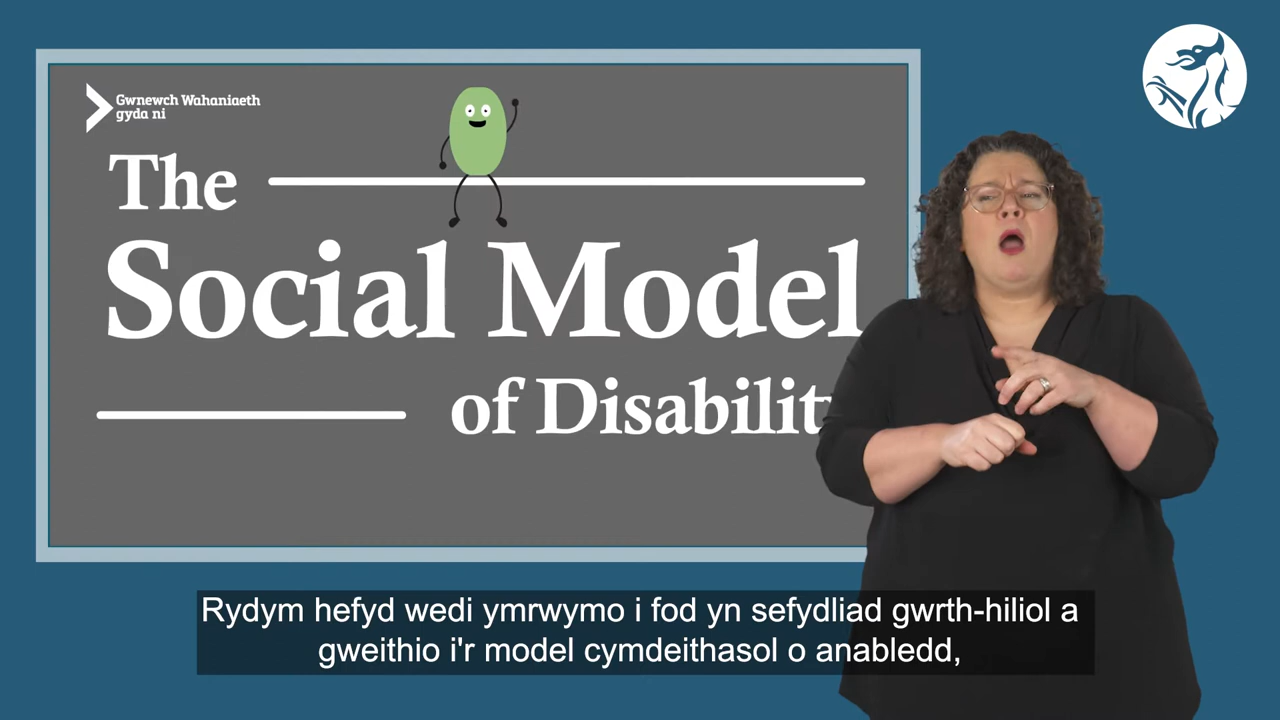 Gwnewch Wahaniaeth
gyda ni
The
Social Model
of Disabilit
Rydym hefyd wedi ymrwymo i fod yn sefydliad gwrth-hiliol a
gweithio i'r model cymdeithasol o anabledd,